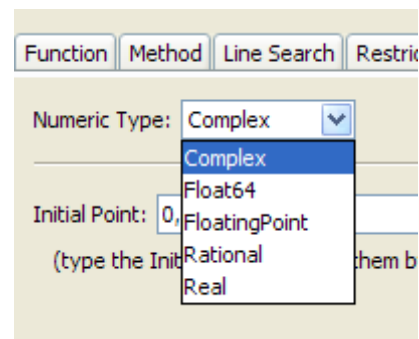 Function Method Line Search Restric
Numeric Type: Complex
Complex
Float64
Initial Point: 0, FloatingPoint
(type the Init Rational them b
Real